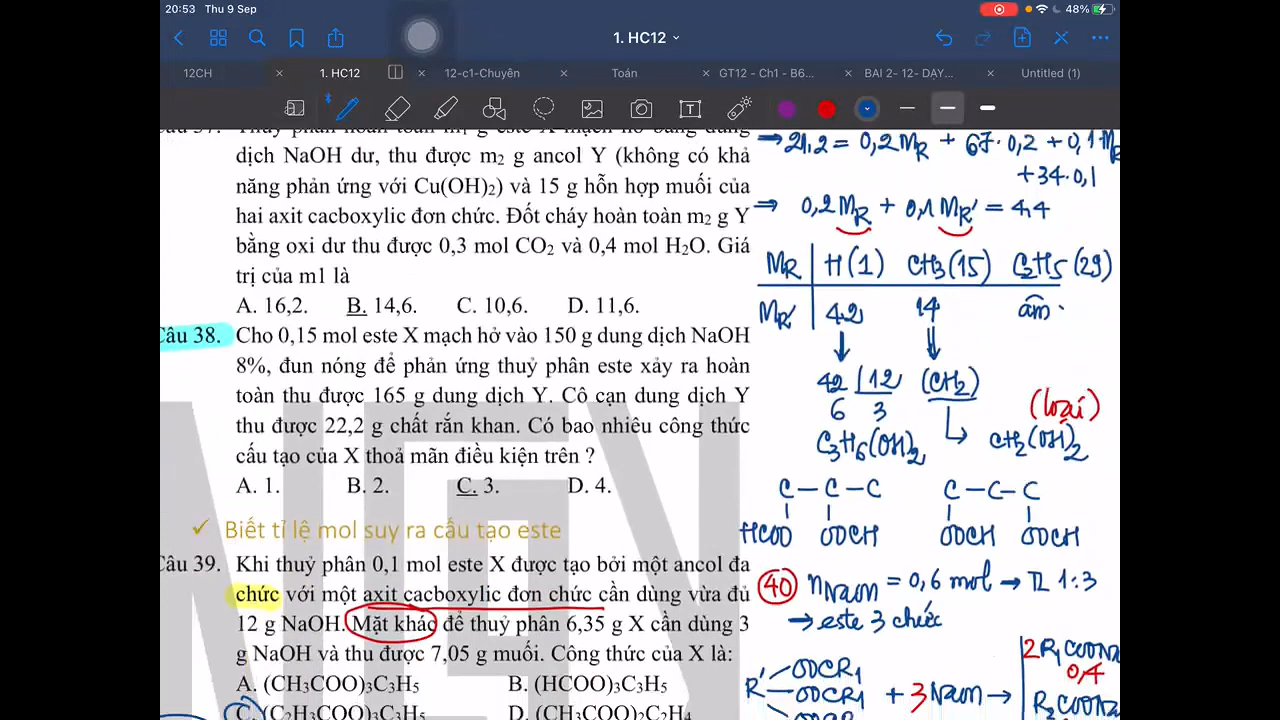 20:53 Thu 9 Sep
48%
1. HC12
12CH
1. HC12
12-c1-Chuyên
Toán
GT12 - Ch1 - B6...
BAI 2- 12- DAY...
Untitled (1)
dịch NaOH dư, thu được m2 g ancol Y (không có khả
năng phản ứng với Cu(OH)2) và 15 g hỗn hợp muối của
hai axit cacboxylic đơn chức. Đốt cháy hoàn toàn m2 g Y
bằng oxi dư thu được 0,3 mol CO2 và 0,4 mol H2O. Giá
trị của m1 là
A. 16,2. B. 14,6. C. 10,6. D. 11,6.
Câu 38. Cho 0,15 mol este X mạch hở vào 150 g dung dịch NaOH
8%, đun nóng để phản ứng thuỷ phân este xảy ra hoàn
toàn thu được 165 g dung dịch Y. Cô cạn dung dịch Y
thu được 22,2 g chất rắn khan. Có bao nhiêu công thức
cấu tạo của X thoả mãn điều kiện trên ?
A. 1. B. 2. C. 3. D. 4.
✓ Biết tỉ lệ mol suy ra cấu tạo este
Câu 39. Khi thuỷ phân 0,1 mol este X được tạo bởi một ancol đa
chức với một axit cacboxylic đơn chức cần dùng vừa đủ
12 g NaOH. Mặt khác để thuỷ phân 6,35 g X cần dùng 3
g NaOH và thu được 7,05 g muối. Công thức của X là:
A. (CH3COO)3C3H5 B. (HCOO)3C3H5
C. (C2H3COO)3C3H5 D. (CH3COO)2C2H4
⇒ 21,2 = 0,2MR + 67·0,2 + 0,1·M
+34·0,1
⇒ 0,2MR + 0,1MR' = 4,4
MR H(1) CH3(15) C2H5(29)
MR' 42 14 âm
42 12 (CH2)
6 3
(loại)
C3H6(OH)2 CH2(OH)2
C – C – C C – C – C
HCOO OOCH OOCH OOCH
40 nNaOH = 0,6 mol → TL 1:3
→ este 3 chức
OOCR1
R' OOCR1 + 3NaOH →
2R1COONa
0,4
R2COONa